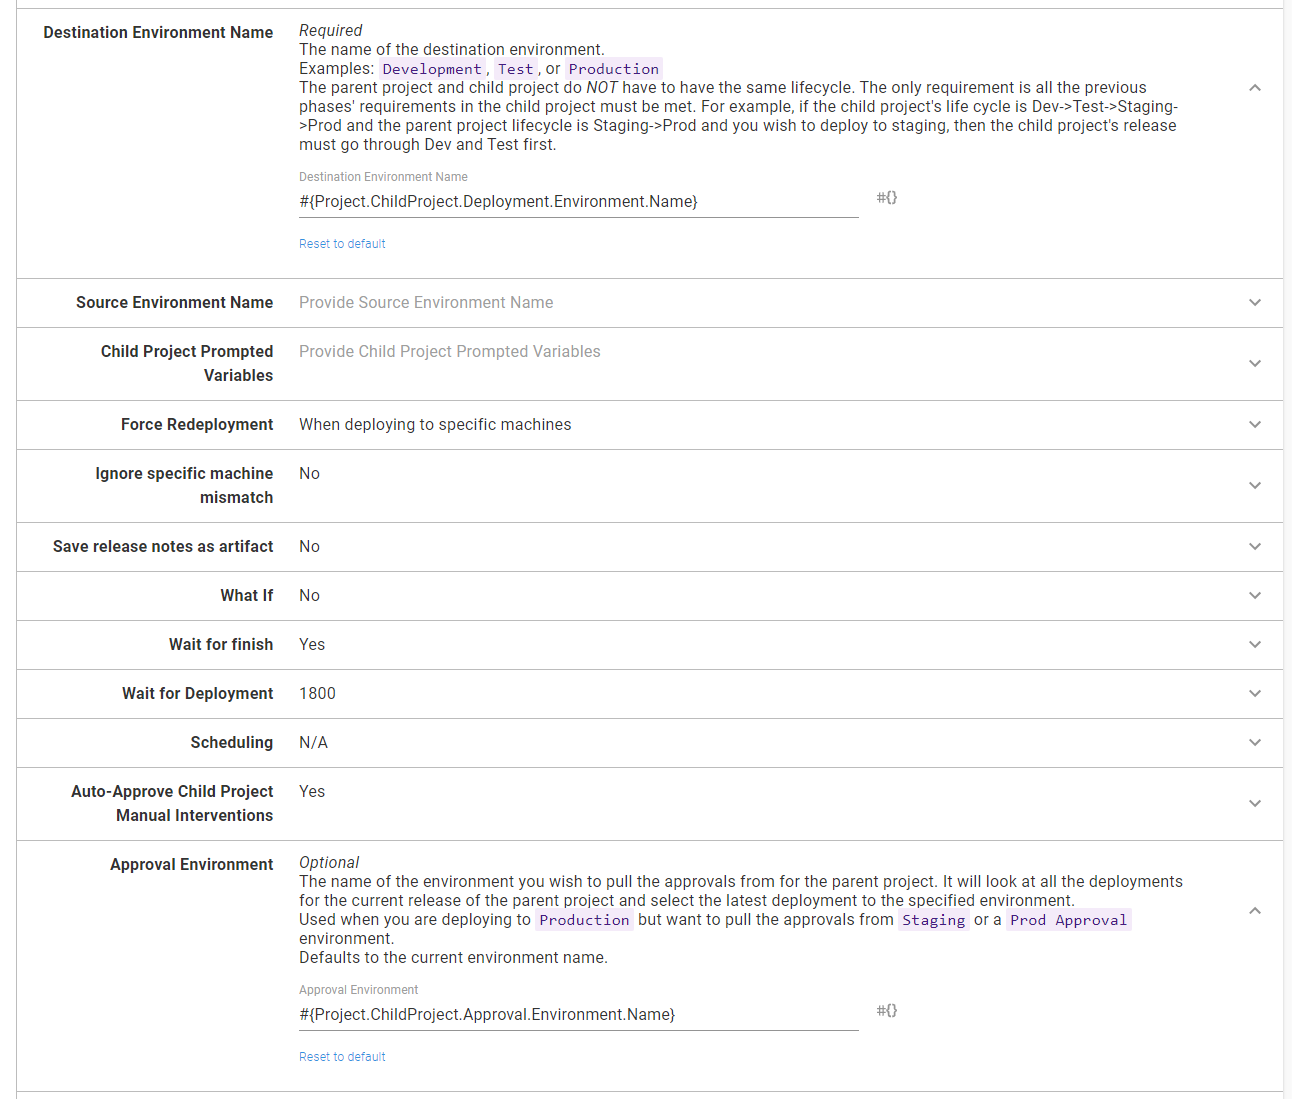 Destination Environment Name
Required
The name of the destination environment.
Examples: Development, Test, or Production
The parent project and child project do NOT have to have the same lifecycle. The only requirement is all the previous
phases' requirements in the child project must be met. For example, if the child project's life cycle is Dev->Test->Staging-
>Prod and the parent project lifecycle is Staging->Prod and you wish to deploy to staging, then the child project's release
must go through Dev and Test first.
Destination Environment Name
#{Project.ChildProject.Deployment.Environment.Name}
#{}
Reset to default
Source Environment Name
Provide Source Environment Name
Child Project Prompted
Variables
Provide Child Project Prompted Variables
Force Redeployment
When deploying to specific machines
Ignore specific machine
mismatch
No
Save release notes as artifact
No
What If
No
Wait for finish
Yes
Wait for Deployment
1800
Scheduling
N/A
Auto-Approve Child Project
Manual Interventions
Yes
Approval Environment
Optional
The name of the environment you wish to pull the approvals from for the parent project. It will look at all the deployments
for the current release of the parent project and select the latest deployment to the specified environment.
Used when you are deploying to Production but want to pull the approvals from Staging or a Prod Approval
environment.
Defaults to the current environment name.
Approval Environment
#{Project.ChildProject.Approval.Environment.Name}
#{}
Reset to default